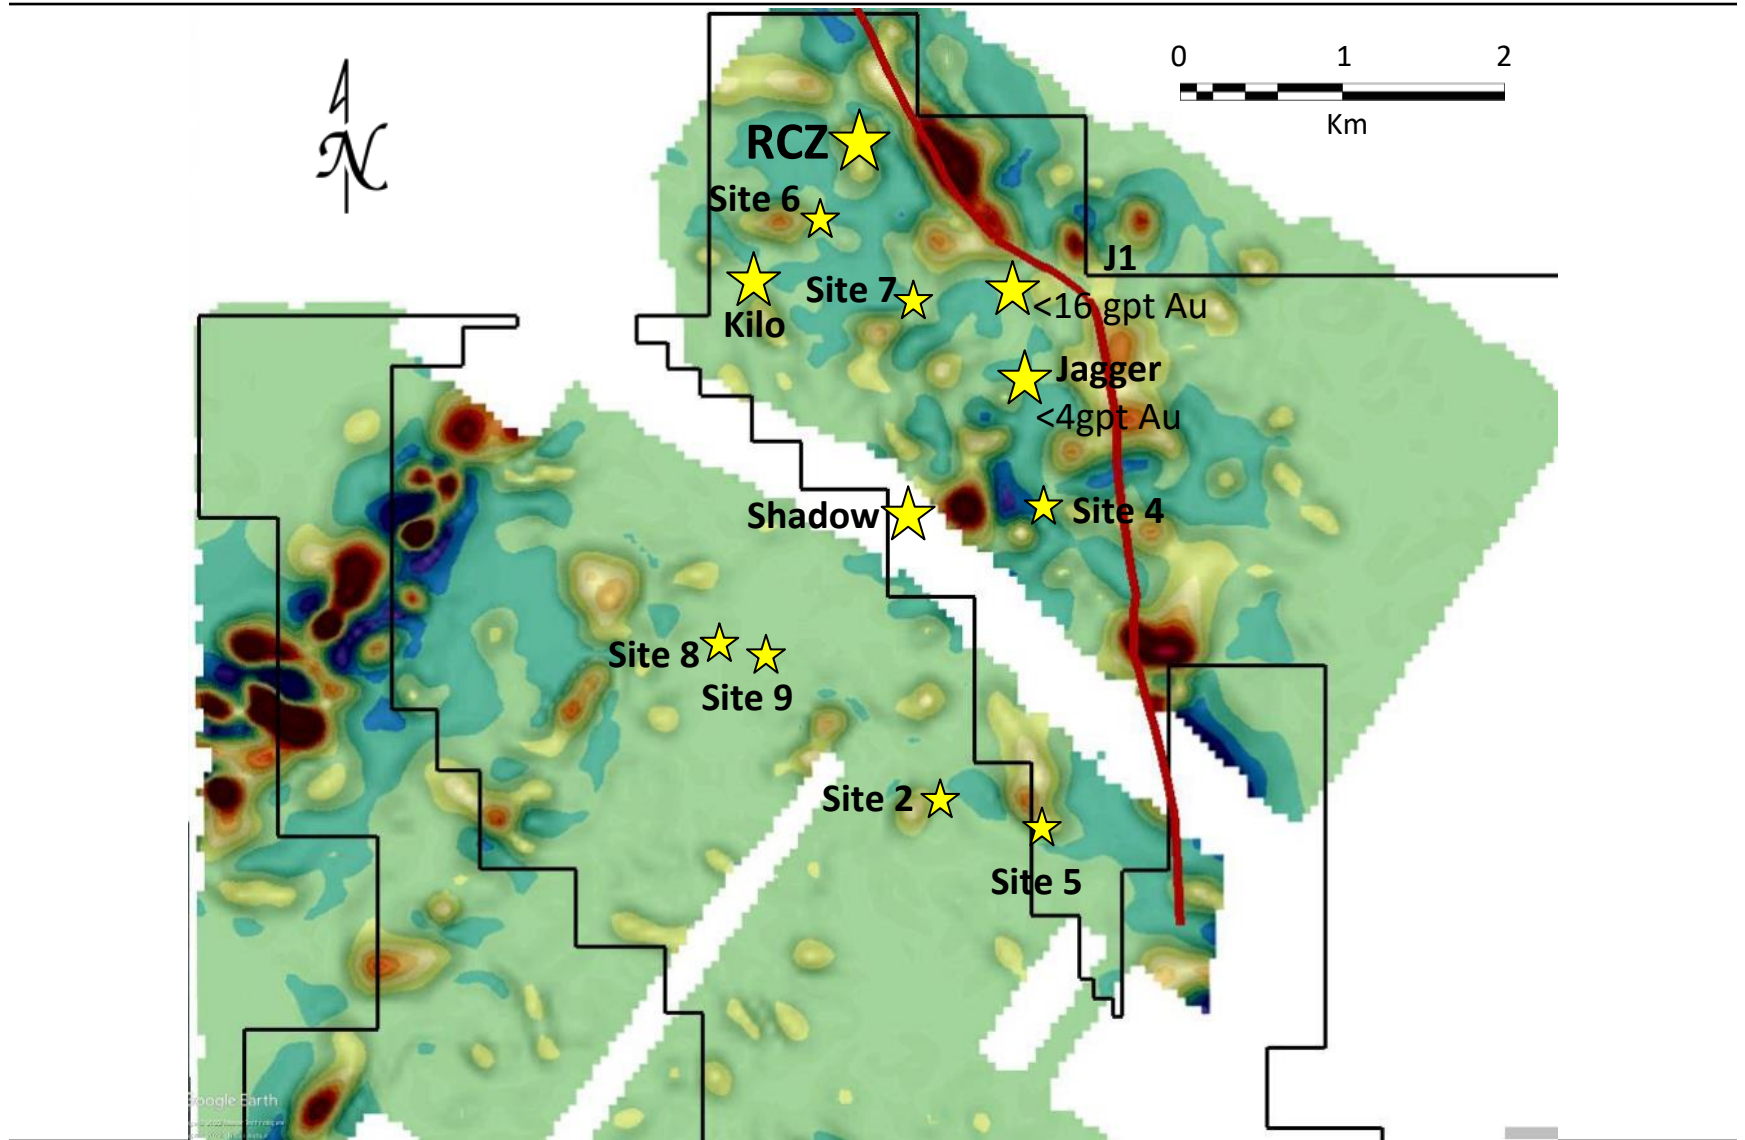 0 1 2
Km
N
RCZ
Site 6
J1
Site 7
<16 gpt Au
Kilo
Jagger
<4gpt Au
Shadow
Site 4
Site 8
Site 9
Site 2
Site 5
Google Earth